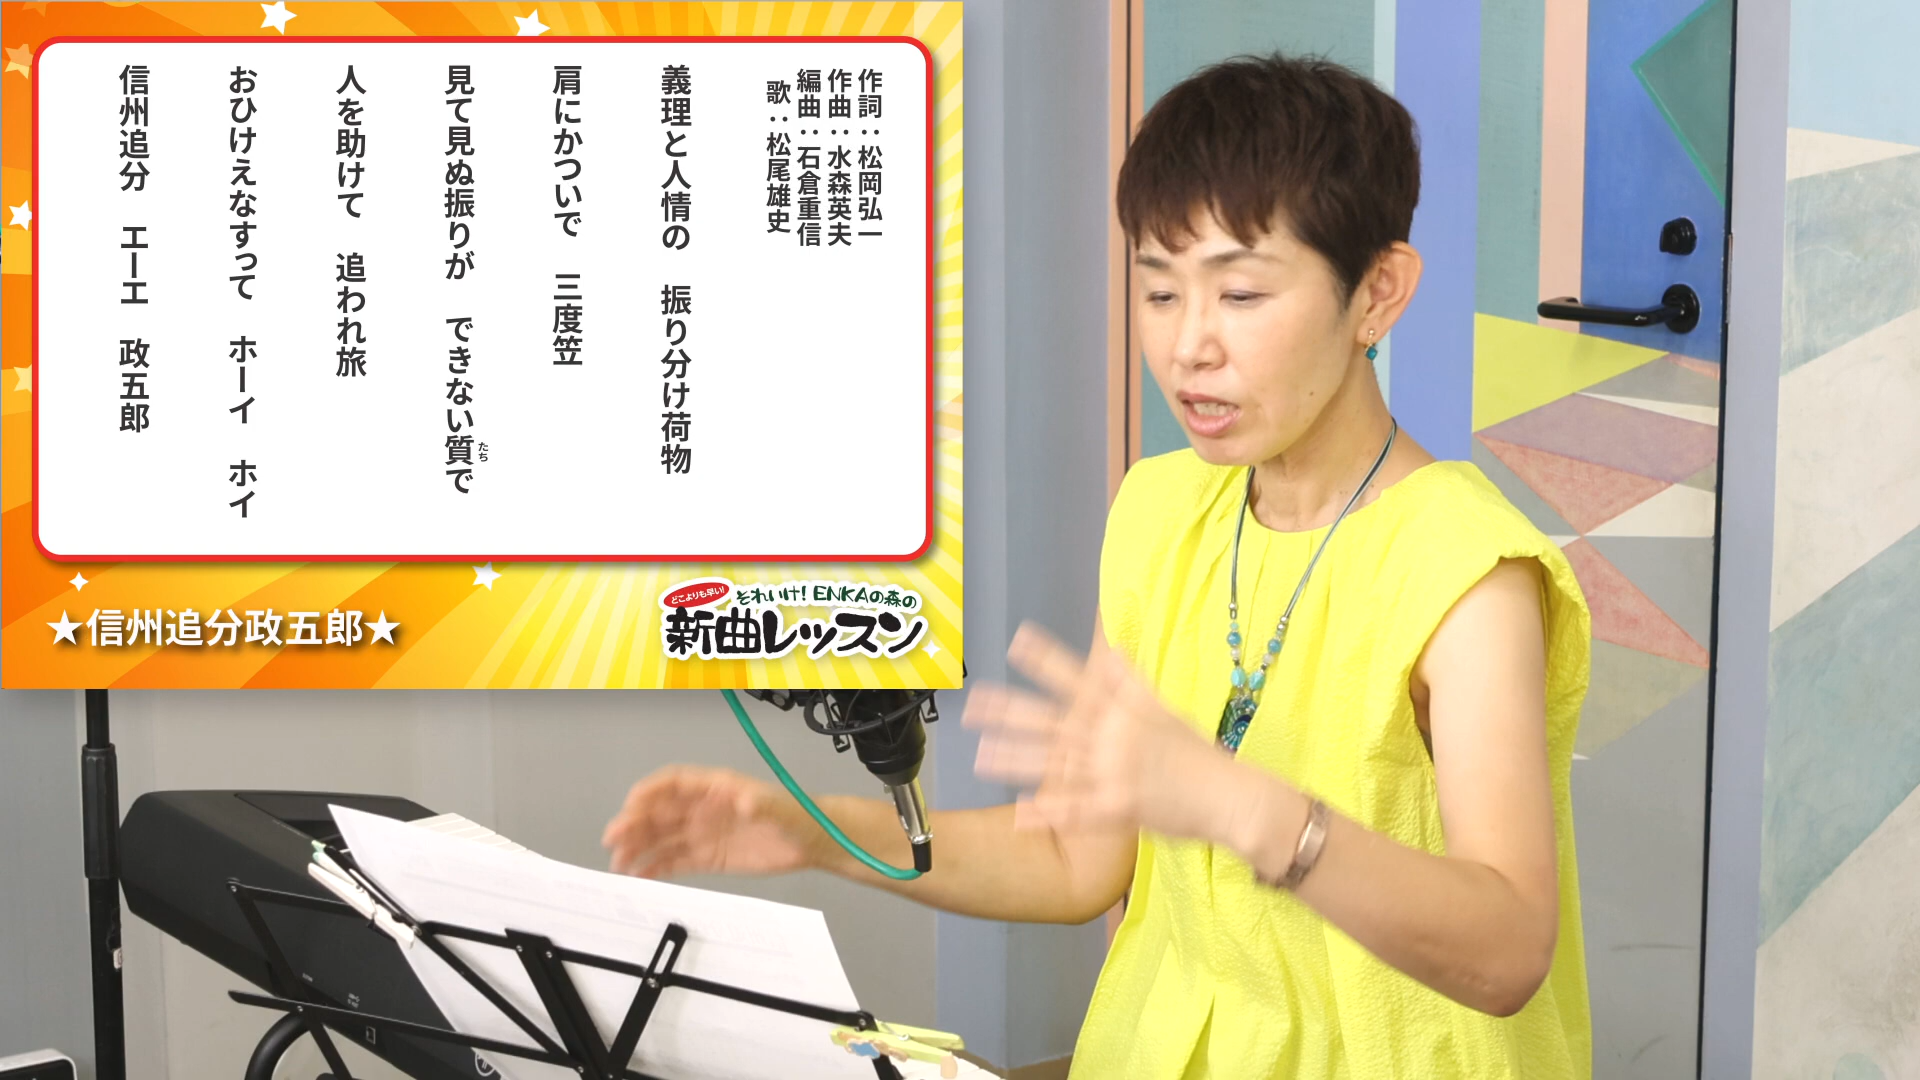 作詞：松岡弘一
作曲：水森英夫
編曲：石倉重信
歌：松尾雄史
義理と人情の　振り分け荷物
肩にかついで　三度笠
見て見ぬ振りが　できない質で
たち
人を助けて　追われ旅
おひけえなすって　ホーイ　ホイ
信州追分　エーエ　政五郎
★信州追分政五郎★
どこよりも早い!
それいけ! ENKAの森の
新曲レッスン